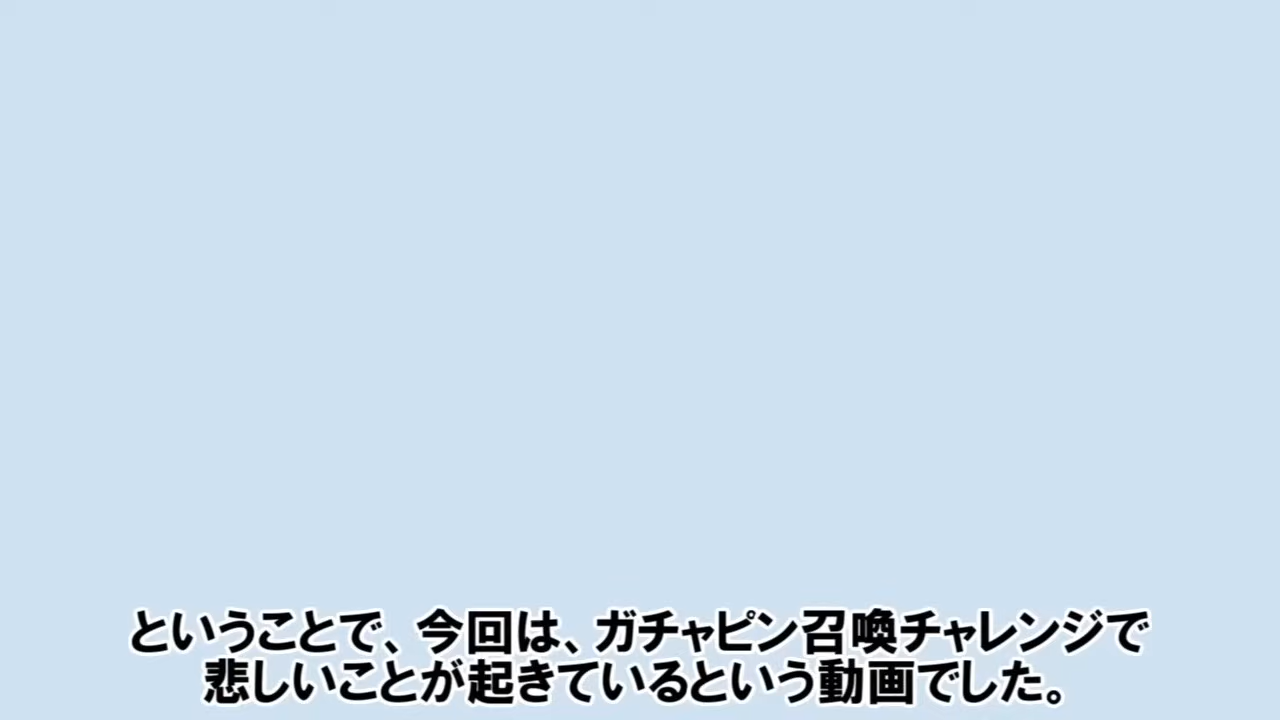 ということで、今回は、ガチャピン召喚チャレンジで
悲しいことが起きているという動画でした。